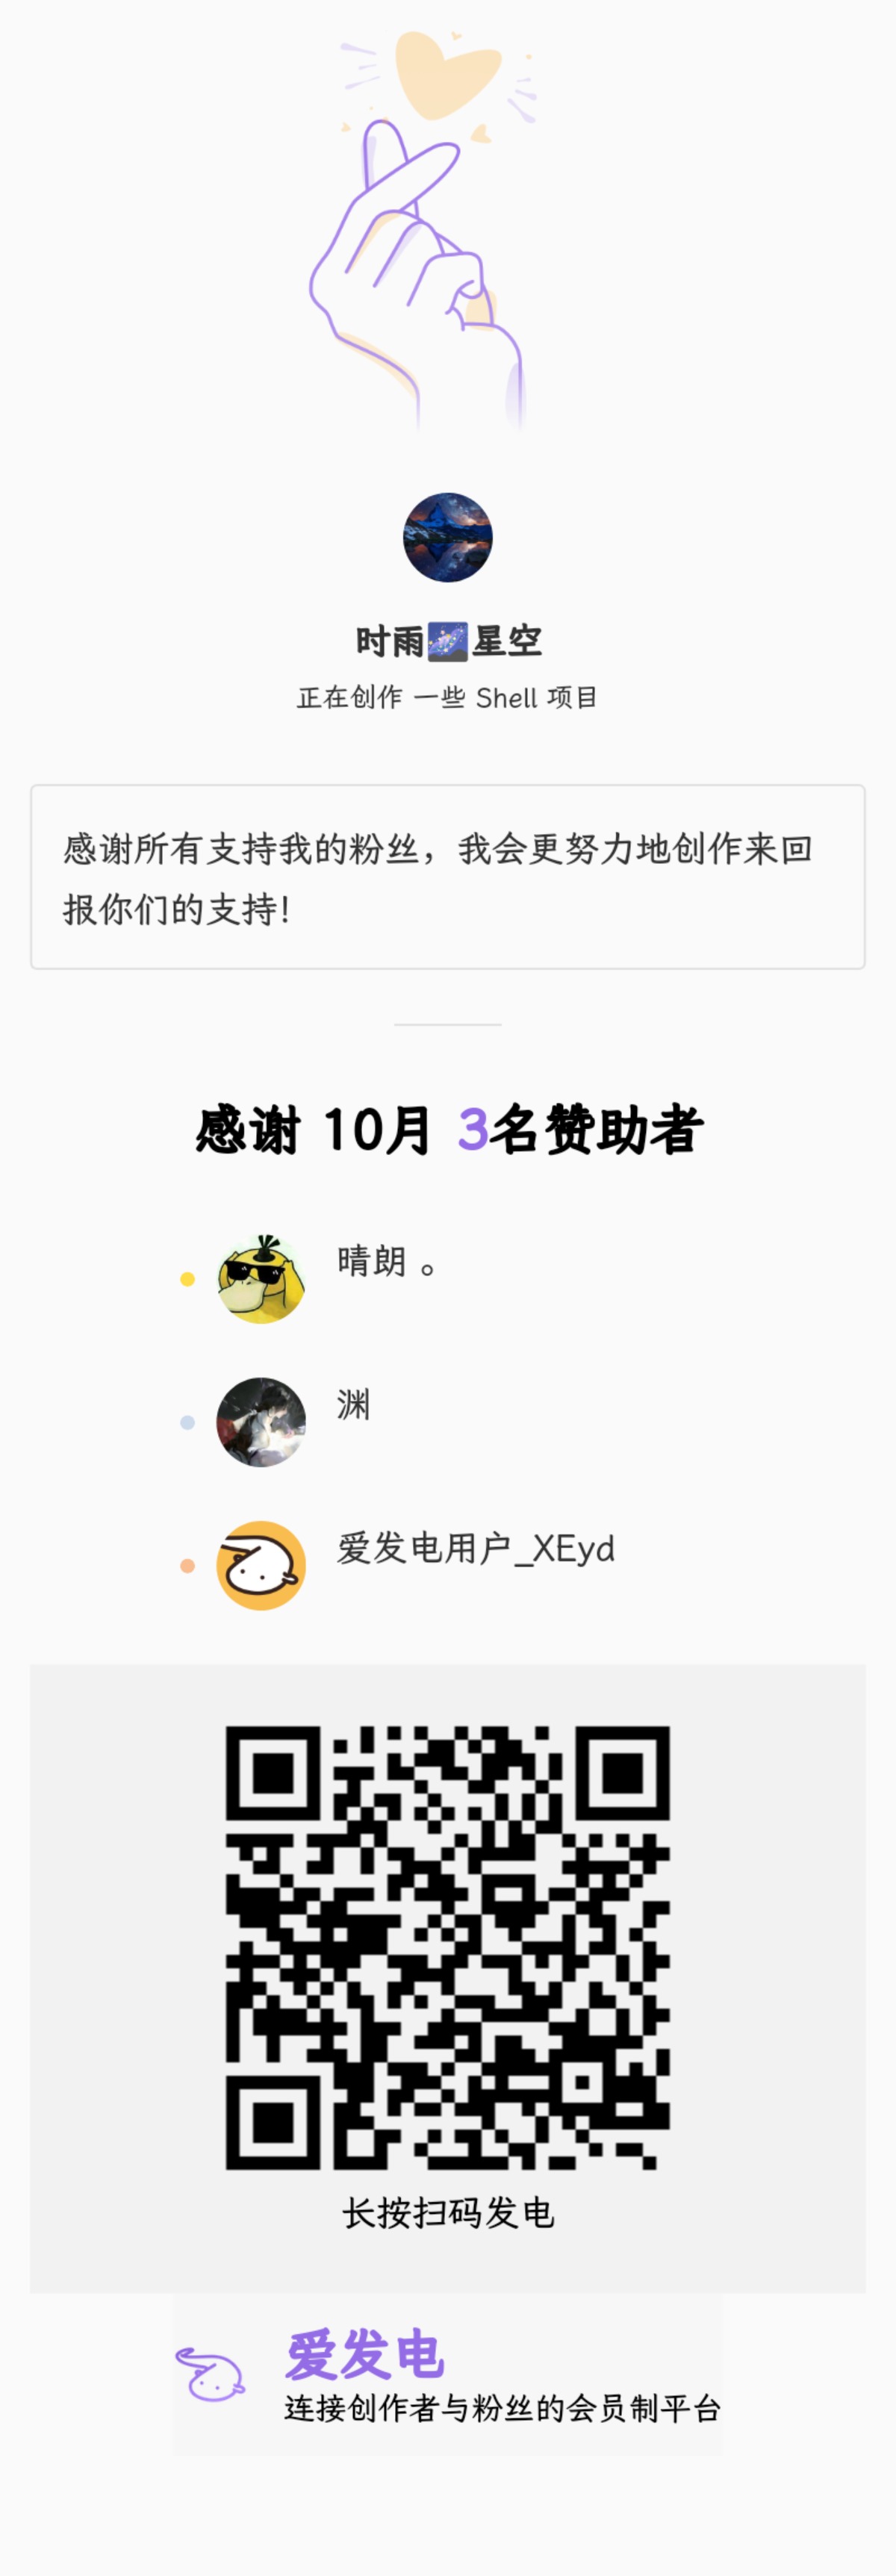 时雨🌌星空
正在创作 一些 Shell 项目
感谢所有支持我的粉丝，我会更努力地创作来回
报你们的支持!
感谢 10月 3名赞助者
晴朗 。
渊
爱发电用户_XEyd
长按扫码发电
爱发电
连接创作者与粉丝的会员制平台